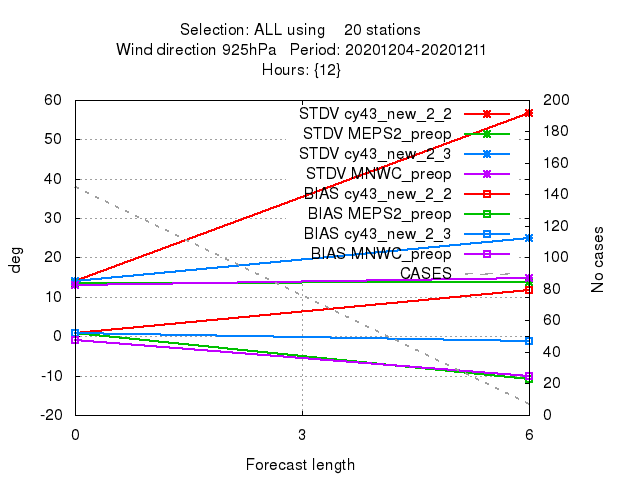 Selection: ALL using    20 stations
Wind direction 925hPa   Period: 20201204-20201211
Hours: {12}
60 200
STDV cy43_new_2_2
180
STDV MEPS2_preop
50
STDV cy43_new_2_3
160
STDV MNWC_preop
40
BIAS cy43_new_2_2
140
BIAS MEPS2_preop
30
BIAS cy43_new_2_3
120
BIAS MNWC_preop
20 100
CASES
deg
No cases
10 80
60
0
40
-10
20
-20 0
0 3 6
Forecast length